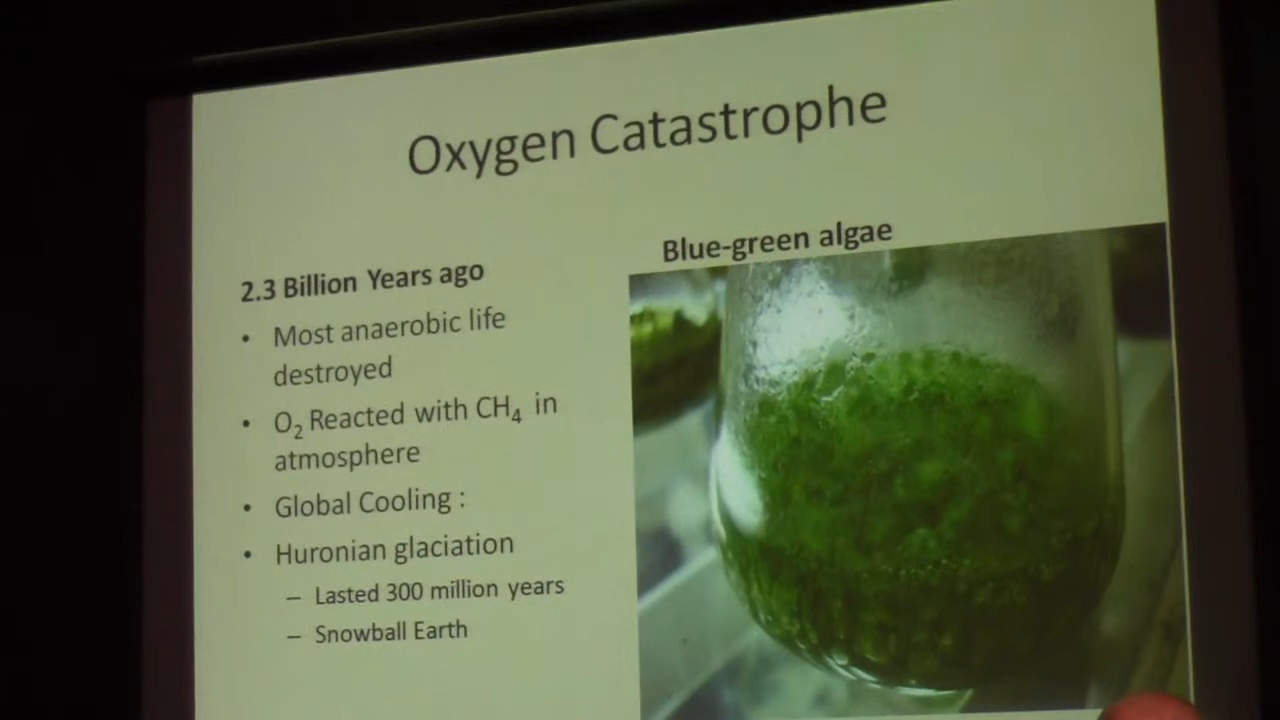 Oxygen Catastrophe
2.3 Billion Years ago
• Most anaerobic life
destroyed
• O₂ Reacted with CH₄ in
atmosphere
• Global Cooling :
• Huronian glaciation
– Lasted 300 million years
– Snowball Earth
Blue-green algae